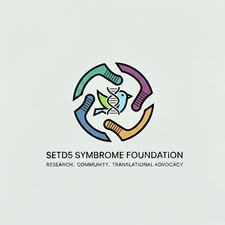 SETD5 SYMBROME FOUNDATION
RESEARCH. COMMUNITY. TRANSLATIONAL ADVOCACY